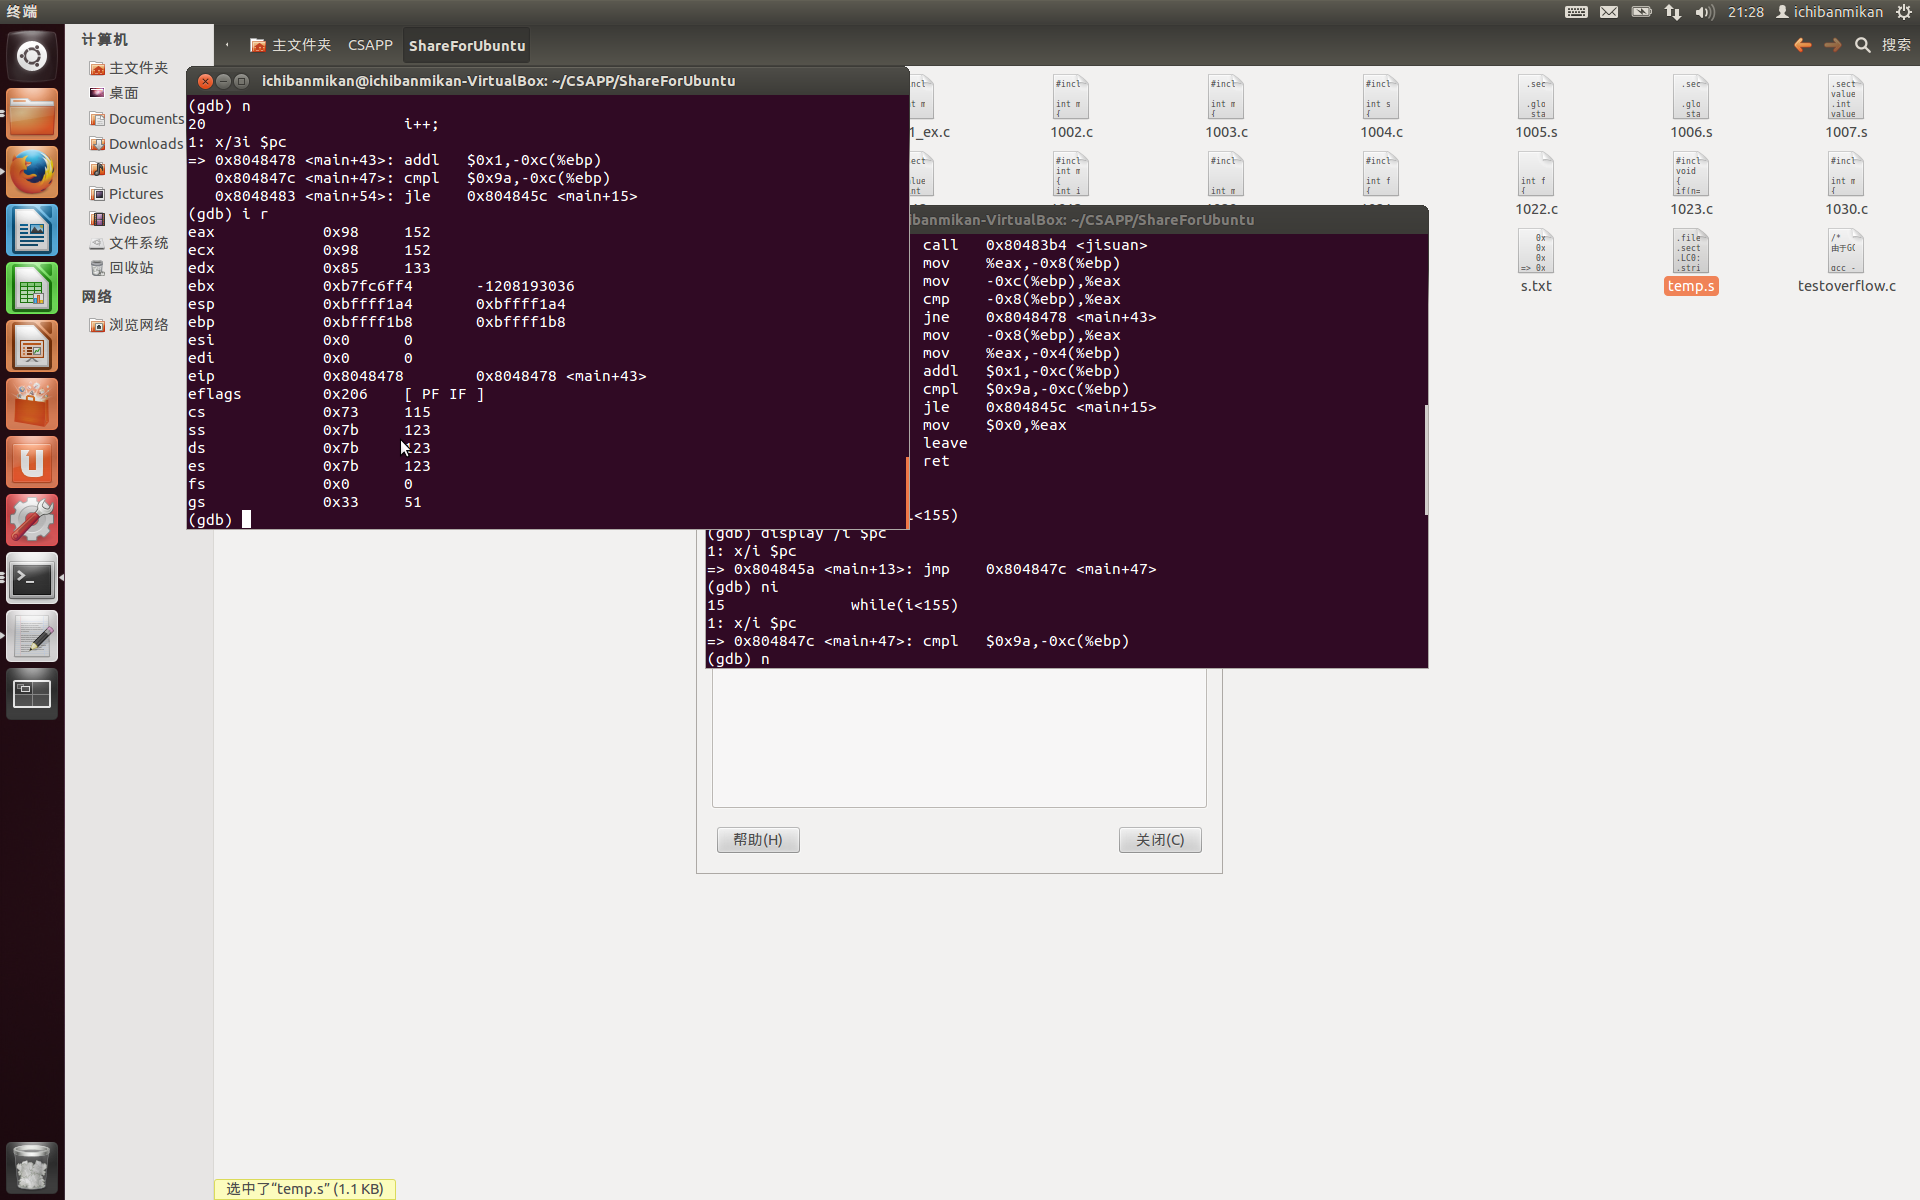 终端
21:28
ichibanmikan
计算机
主文件夹
桌面
Documents
Downloads
Music
Pictures
Videos
文件系统
回收站
网络
浏览网络
主文件夹 CSAPP ShareForUbuntu
搜索
ichibanmikan@ichibanmikan-VirtualBox: ~/CSAPP/ShareForUbuntu
(gdb) n
20 i++;
1: x/3i $pc
=> 0x8048478 <main+43>: addl $0x1,-0xc(%ebp)
0x804847c <main+47>: cmpl $0x9a,-0xc(%ebp)
0x8048483 <main+54>: jle 0x804845c <main+15>
(gdb) i r
eax 0x98 152
ecx 0x98 152
edx 0x85 133
ebx 0xb7fc6ff4 -1208193036
esp 0xbffff1a4 0xbffff1a4
ebp 0xbffff1b8 0xbffff1b8
esi 0x0 0
edi 0x0 0
eip 0x8048478 0x8048478 <main+43>
eflags 0x206 [ PF IF ]
cs 0x73 115
ss 0x7b 123
ds 0x7b 123
es 0x7b 123
fs 0x0 0
gs 0x33 51
(gdb)
1_ex.c
1002.c
1003.c
1004.c
1005.s
1006.s
1007.s
1022.c
1023.c
1030.c
s.txt
temp.s
testoverflow.c
ibanmikan-VirtualBox: ~/CSAPP/ShareForUbuntu
call 0x80483b4 <jisuan>
mov %eax,-0x8(%ebp)
mov -0xc(%ebp),%eax
cmp -0x8(%ebp),%eax
jne 0x8048478 <main+43>
mov -0x8(%ebp),%eax
mov %eax,-0x4(%ebp)
addl $0x1,-0xc(%ebp)
cmpl $0x9a,-0xc(%ebp)
jle 0x804845c <main+15>
mov $0x0,%eax
leave
ret
<155)
(gdb) display /i $pc
1: x/i $pc
=> 0x804845a <main+13>: jmp 0x804847c <main+47>
(gdb) ni
15 while(i<155)
1: x/i $pc
=> 0x804847c <main+47>: cmpl $0x9a,-0xc(%ebp)
(gdb) n
帮助(H)
关闭(C)
选中了“temp.s” (1.1 KB)